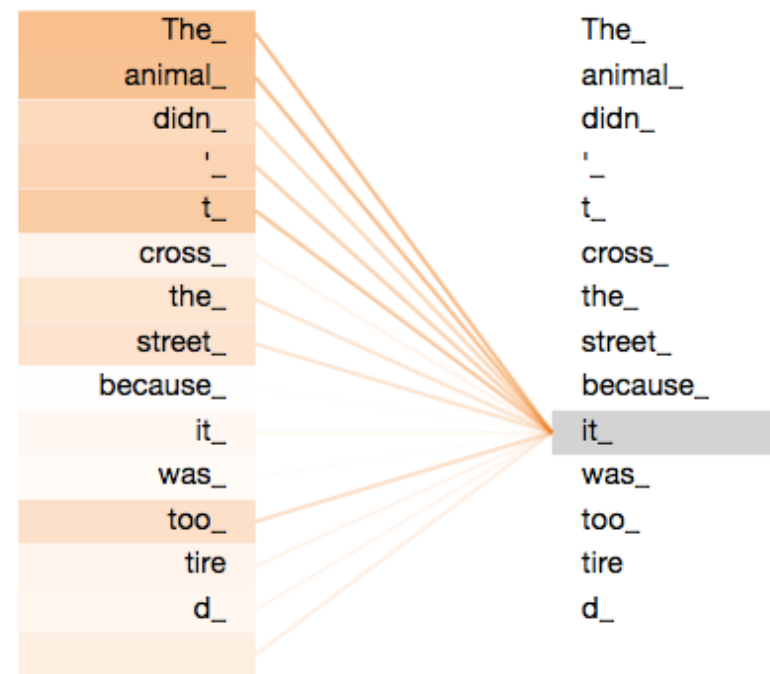 The_ The_
animal_ animal_
didn_ didn_
'_ '_
t_ t_
cross_ cross_
the_ the_
street_ street_
because_ because_
it_ it_
was_ was_
too_ too_
tire tire
d_ d_